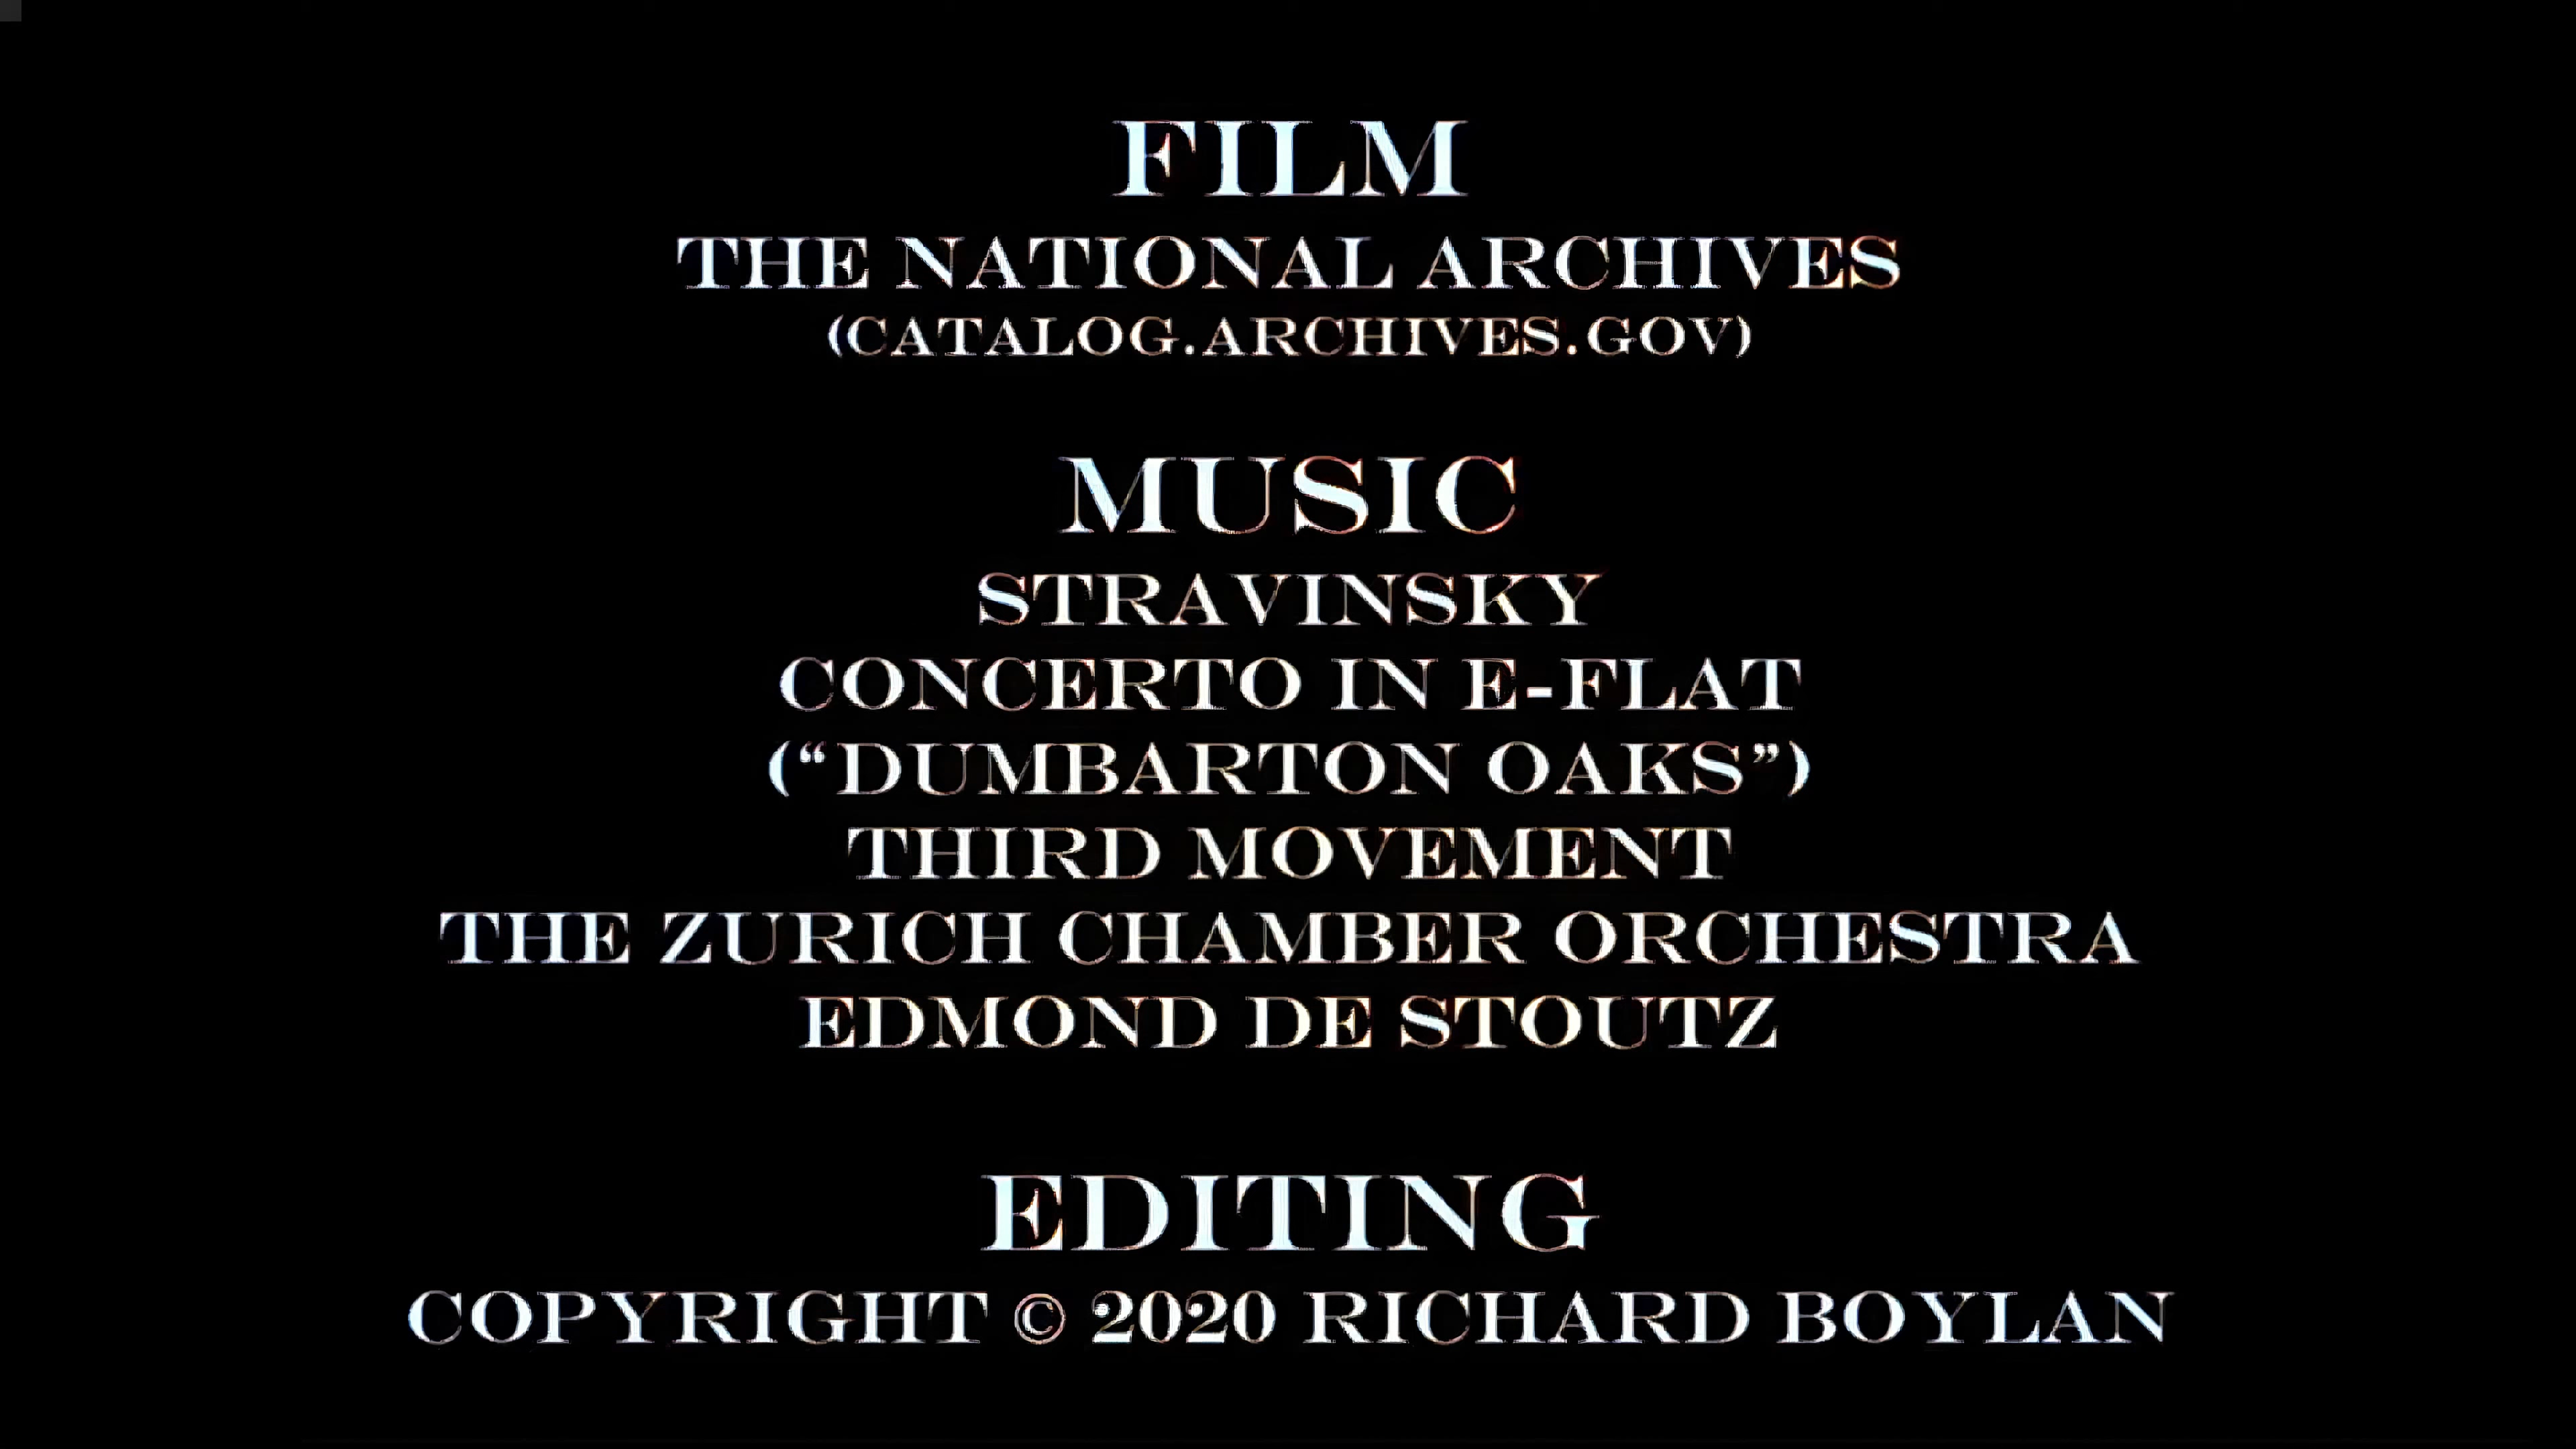 FILM
THE NATIONAL ARCHIVES
(CATALOG.ARCHIVES.GOV)
MUSIC
STRAVINSKY
CONCERTO IN E-FLAT
(“DUMBARTON OAKS”)
THIRD MOVEMENT
THE ZURICH CHAMBER ORCHESTRA
EDMOND DE STOUTZ
EDITING
COPYRIGHT © 2020 RICHARD BOYLAN